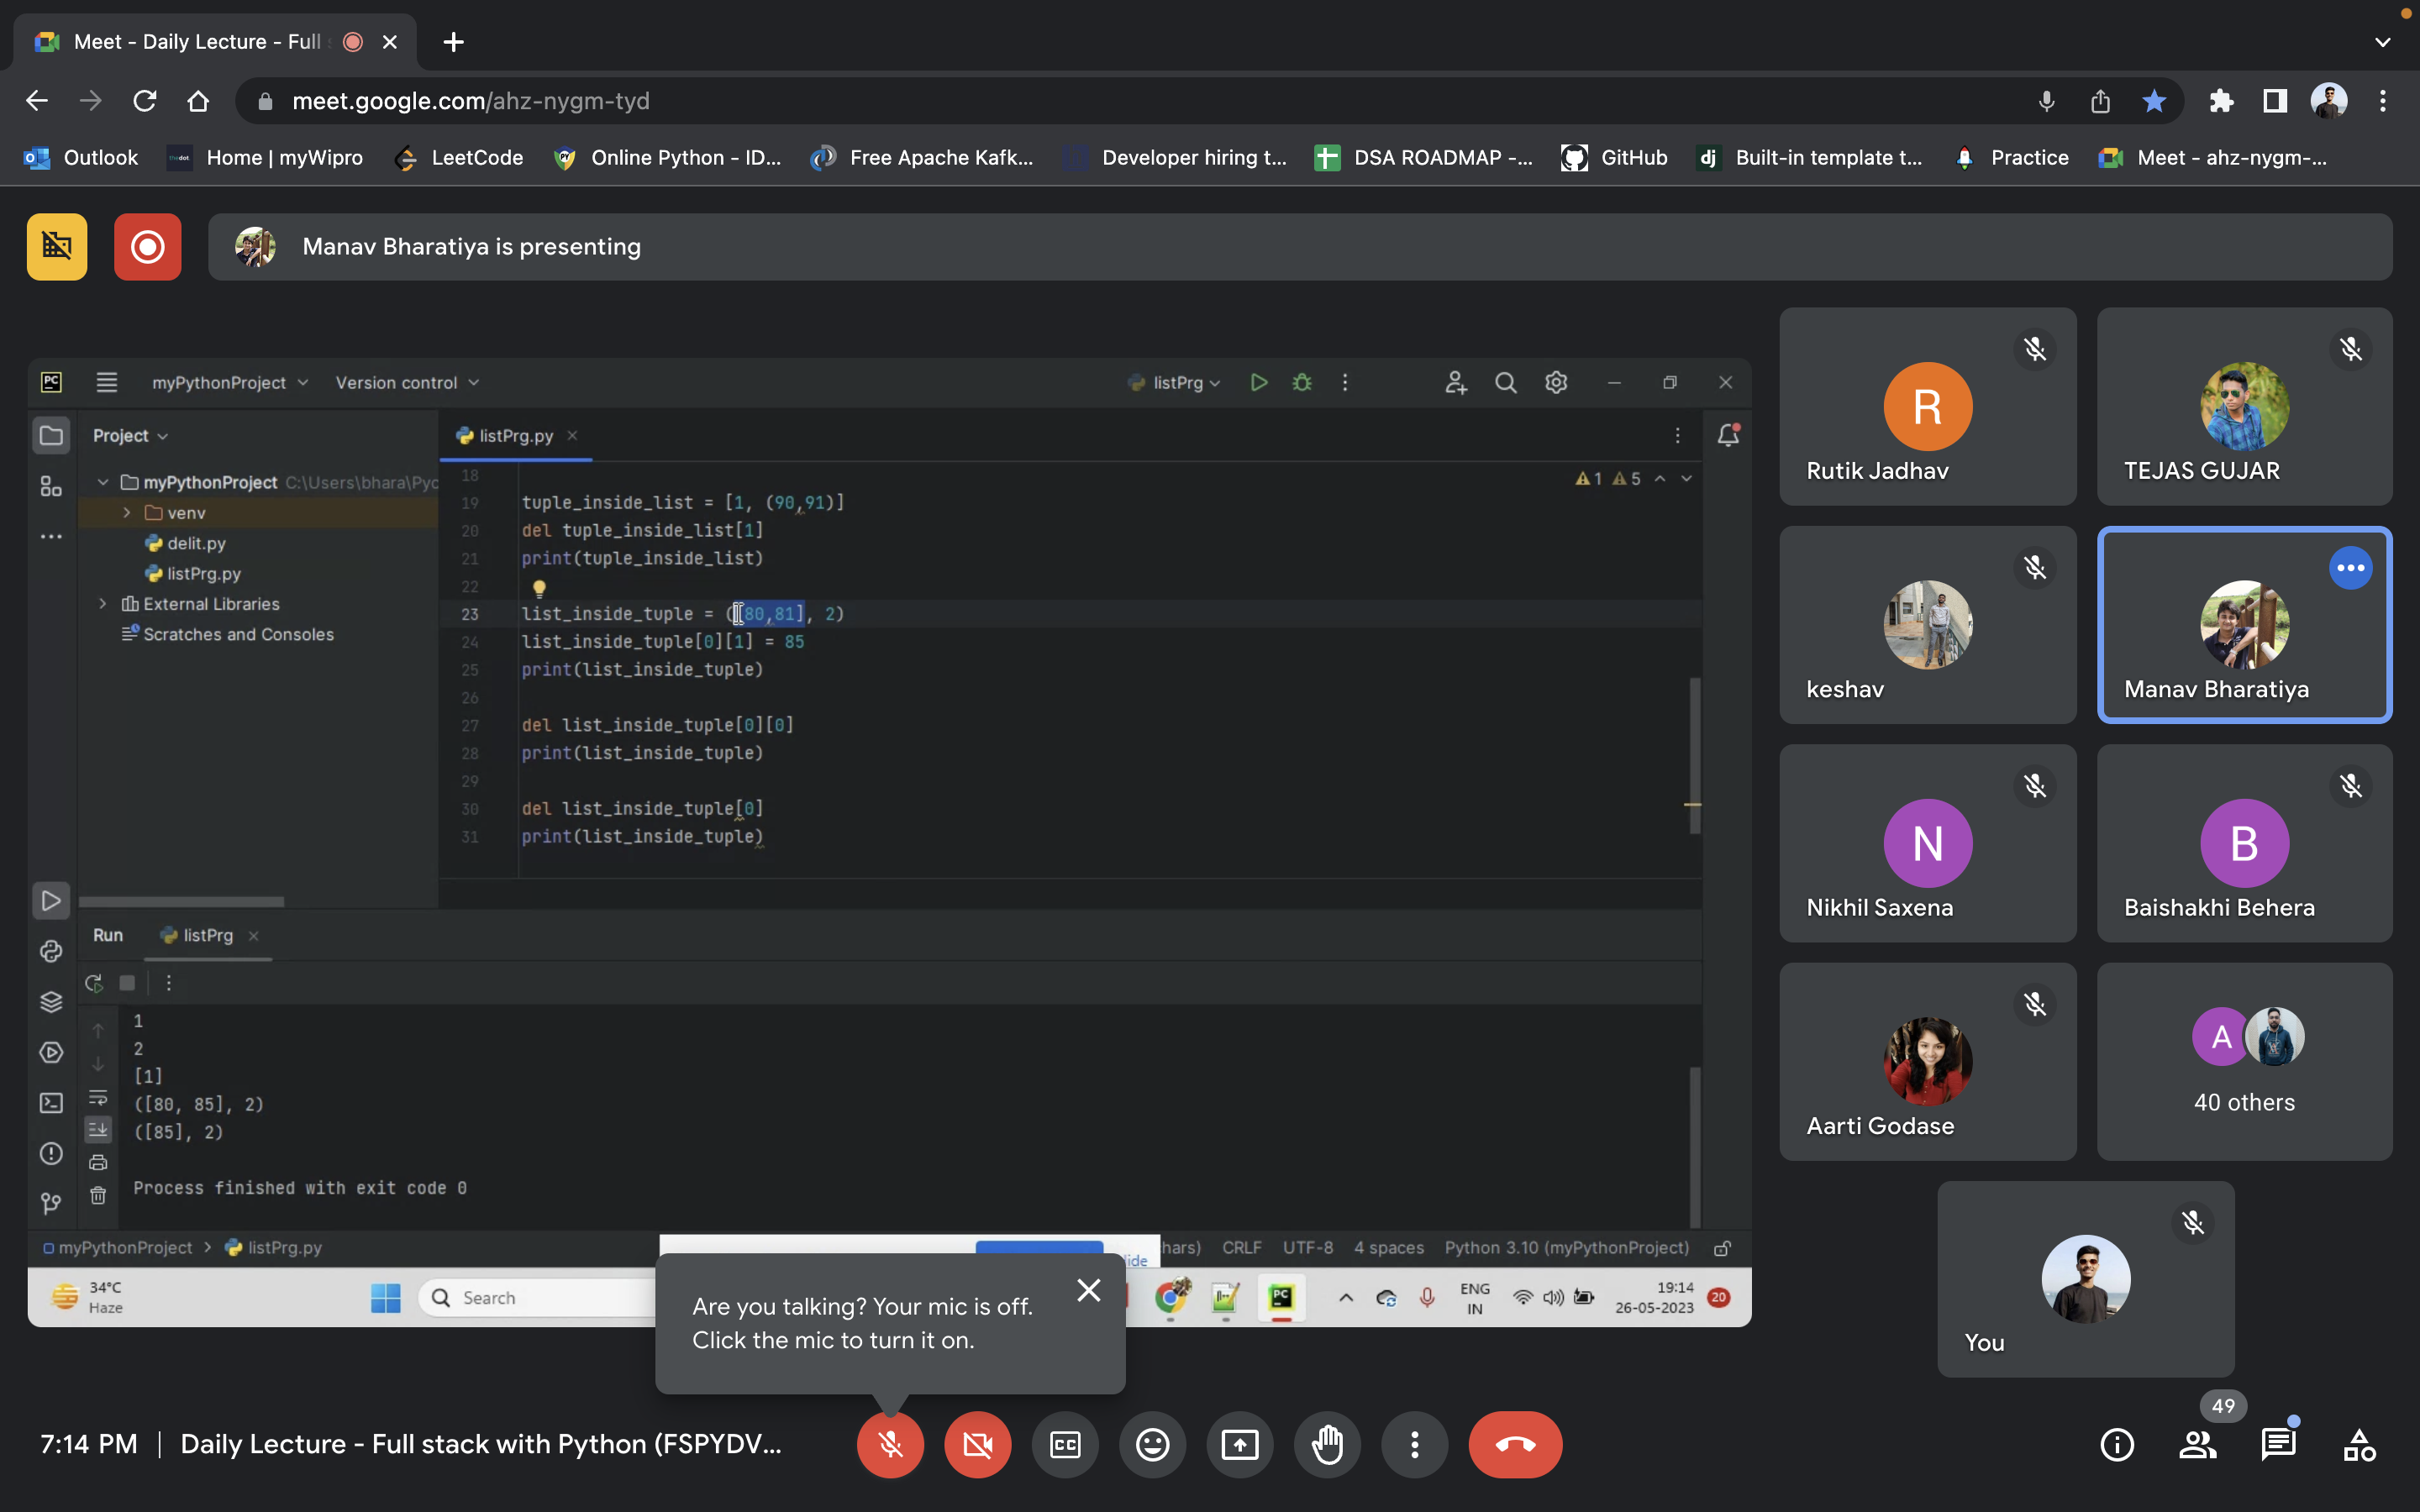 Meet - Daily Lecture - Full
meet.google.com/ahz-nygm-tyd
Outlook
Home | myWipro
LeetCode
Online Python - ID...
Free Apache Kafk...
Developer hiring t...
DSA ROADMAP -...
GitHub
dj
Built-in template t...
Practice
Meet - ahz-nygm-...
Manav Bharatiya is presenting
PC
myPythonProject
Version control
listPrg
Project
listPrg.py
myPythonProject C:\Users\bhara\Pyc
venv
delit.py
listPrg.py
External Libraries
Scratches and Consoles
1 5
18
19 tuple_inside_list = [1, (90,91)]
20 del tuple_inside_list[1]
21 print(tuple_inside_list)
22
23 list_inside_tuple = ([80,81], 2)
24 list_inside_tuple[0][1] = 85
25 print(list_inside_tuple)
26
27 del list_inside_tuple[0][0]
28 print(list_inside_tuple)
29
30 del list_inside_tuple[0]
31 print(list_inside_tuple)
Run
listPrg
1
2
[1]
([80, 85], 2)
([85], 2)
Process finished with exit code 0
myPythonProject > listPrg.py
hars) CRLF UTF-8 4 spaces Python 3.10 (myPythonProject)
34°C
Haze
Search
PC
ENG
IN
19:14
26-05-2023
20
Are you talking? Your mic is off.
Click the mic to turn it on.
R
Rutik Jadhav
TEJAS GUJAR
keshav
Manav Bharatiya
N
Nikhil Saxena
B
Baishakhi Behera
Aarti Godase
A
40 others
You
7:14 PM | Daily Lecture - Full stack with Python (FSPYDV...
CC
49